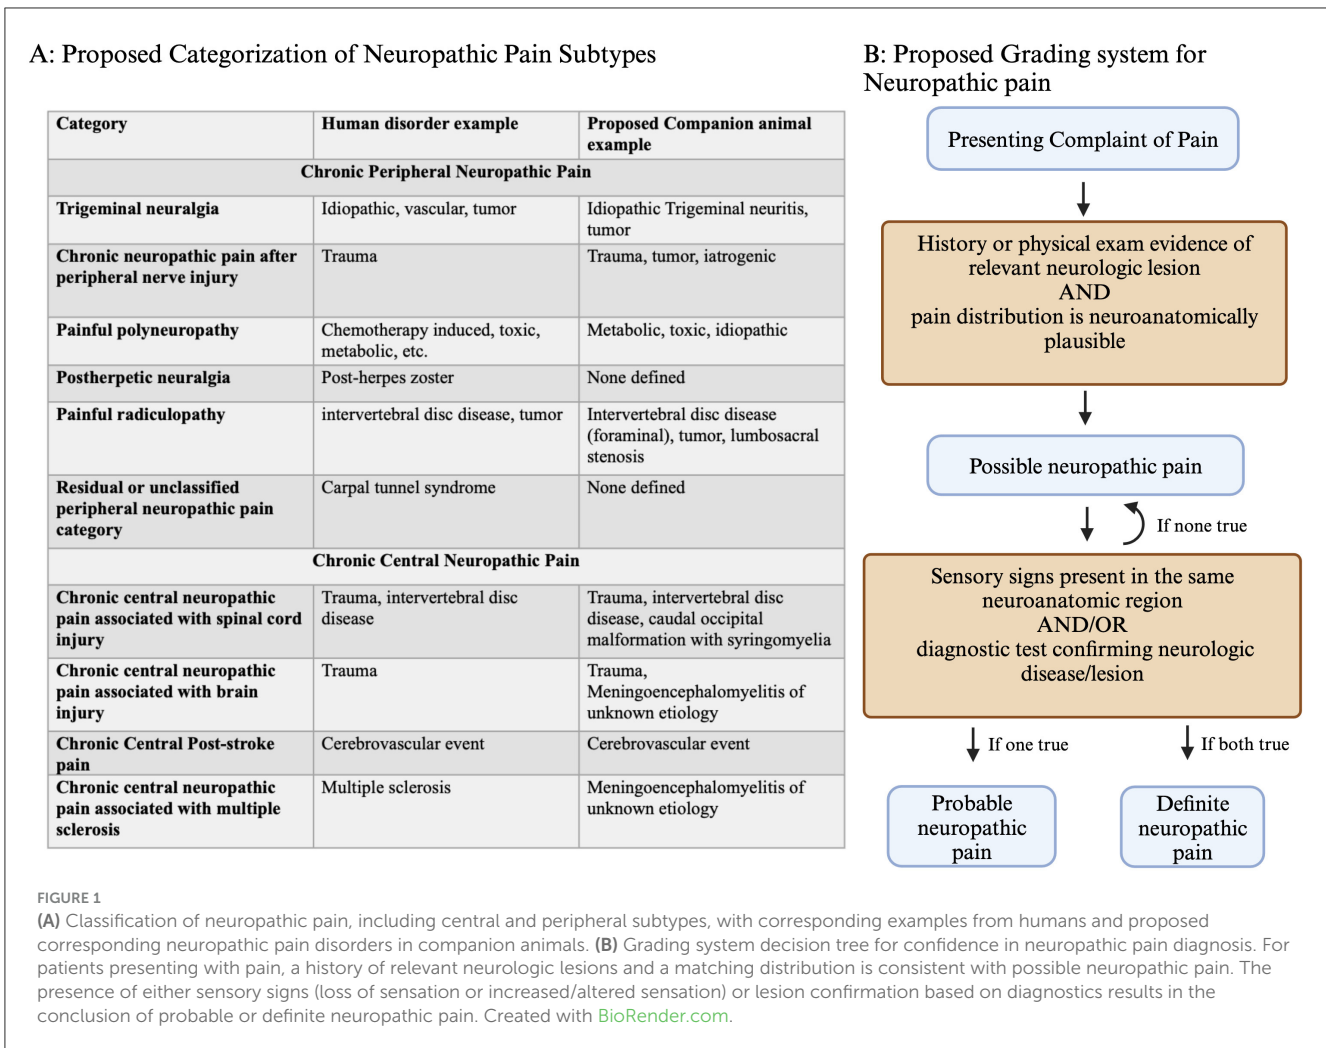 A: Proposed Categorization of Neuropathic Pain Subtypes
Category
Human disorder example
Proposed Companion animal
example
Chronic Peripheral Neuropathic Pain
Trigeminal neuralgia
Idiopathic, vascular, tumor
Idiopathic Trigeminal neuritis,
tumor
Chronic neuropathic pain after
peripheral nerve injury
Trauma
Trauma, tumor, iatrogenic
Painful polyneuropathy
Chemotherapy induced, toxic,
metabolic, etc.
Metabolic, toxic, idiopathic
Postherpetic neuralgia
Post-herpes zoster
None defined
Painful radiculopathy
intervertebral disc disease, tumor
Intervertebral disc disease
(foraminal), tumor, lumbosacral
stenosis
Residual or unclassified
peripheral neuropathic pain
category
Carpal tunnel syndrome
None defined
Chronic Central Neuropathic Pain
Chronic central neuropathic
pain associated with spinal cord
injury
Trauma, intervertebral disc
disease
Trauma, intervertebral disc
disease, caudal occipital
malformation with syringomyelia
Chronic central neuropathic
pain associated with brain
injury
Trauma
Trauma,
Meningoencephalomyelitis of
unknown etiology
Chronic Central Post-stroke
pain
Cerebrovascular event
Cerebrovascular event
Chronic central neuropathic
pain associated with multiple
sclerosis
Multiple sclerosis
Meningoencephalomyelitis of
unknown etiology
B: Proposed Grading system for
Neuropathic pain
Presenting Complaint of Pain
History or physical exam evidence of
relevant neurologic lesion
AND
pain distribution is neuroanatomically
plausible
Possible neuropathic pain
If none true
Sensory signs present in the same
neuroanatomic region
AND/OR
diagnostic test confirming neurologic
disease/lesion
If one true
If both true
Probable
neuropathic
pain
Definite
neuropathic
pain
FIGURE 1
(A) Classification of neuropathic pain, including central and peripheral subtypes, with corresponding examples from humans and proposed
corresponding neuropathic pain disorders in companion animals. (B) Grading system decision tree for confidence in neuropathic pain diagnosis. For
patients presenting with pain, a history of relevant neurologic lesions and a matching distribution is consistent with possible neuropathic pain. The
presence of either sensory signs (loss of sensation or increased/altered sensation) or lesion confirmation based on diagnostics results in the
conclusion of probable or definite neuropathic pain. Created with BioRender.com.